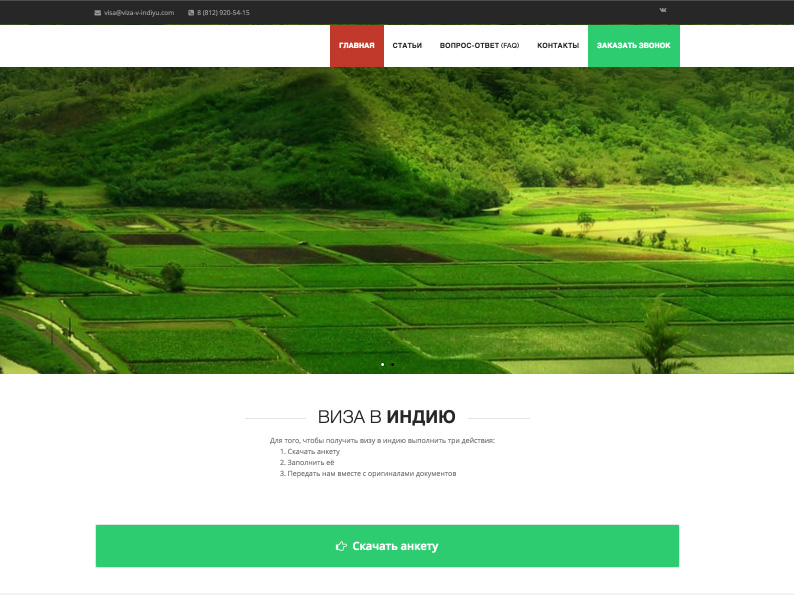 visa@viza-v-indiyu.com 8 (812) 920-54-15
ГЛАВНАЯ СТАТЬИ ВОПРОС-ОТВЕТ (FAQ) КОНТАКТЫ ЗАКАЗАТЬ ЗВОНОК
ВИЗА В ИНДИЮ
Для того, чтобы получить визу в индию выполнить три действия:
1. Скачать анкету
2. Заполнить её
3. Передать нам вместе с оригиналами документов
Скачать анкету